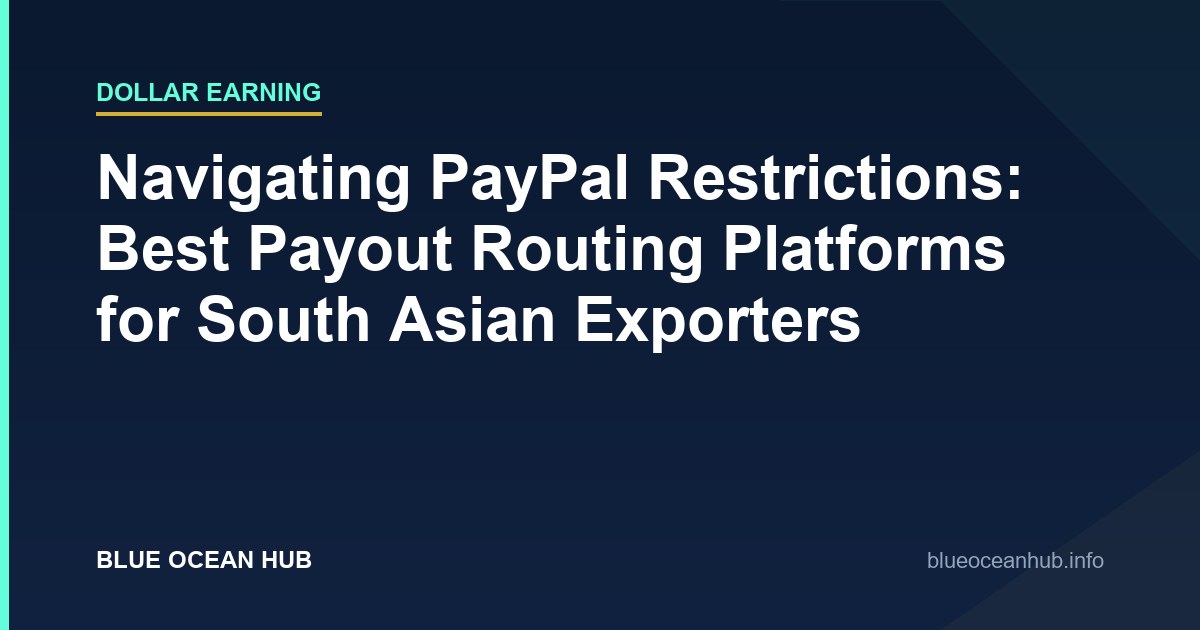 DOLLAR EARNING
Navigating PayPal Restrictions:
Best Payout Routing Platforms
for South Asian Exporters
BLUE OCEAN HUB
blueoceanhub.info